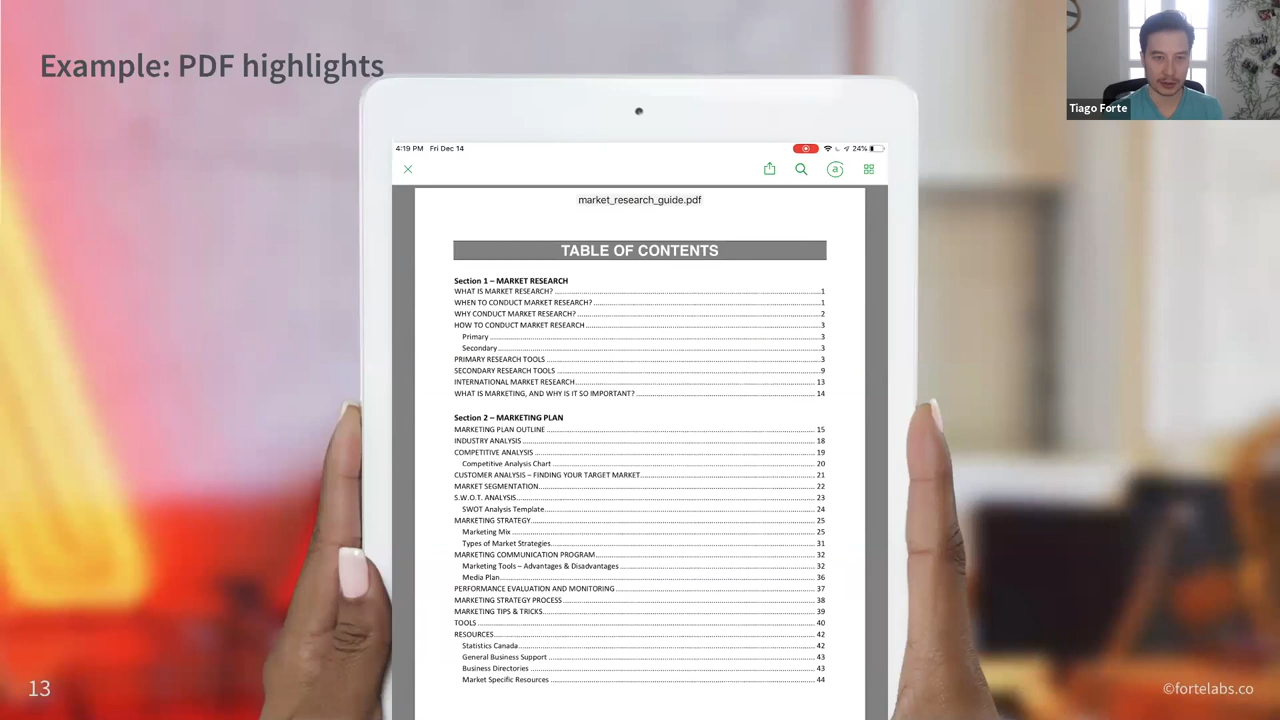 Example: PDF highlights
Tiago Forte
4:19 PM Fri Dec 14
24%
a
market_research_guide.pdf
TABLE OF CONTENTS
Section 1 – MARKET RESEARCH
WHAT IS MARKET RESEARCH? 1
WHEN TO CONDUCT MARKET RESEARCH? 1
WHY CONDUCT MARKET RESEARCH? 2
HOW TO CONDUCT MARKET RESEARCH 3
Primary 3
Secondary 3
PRIMARY RESEARCH TOOLS 3
SECONDARY RESEARCH TOOLS 9
INTERNATIONAL MARKET RESEARCH 13
WHAT IS MARKETING, AND WHY IS IT SO IMPORTANT? 14
Section 2 – MARKETING PLAN
MARKETING PLAN OUTLINE 15
INDUSTRY ANALYSIS 18
COMPETITIVE ANALYSIS 19
Competitive Analysis Chart 20
CUSTOMER ANALYSIS – FINDING YOUR TARGET MARKET 21
MARKET SEGMENTATION 22
S.W.O.T. ANALYSIS 23
SWOT Analysis Template 24
MARKETING STRATEGY 25
Marketing Mix 25
Types of Market Strategies 31
MARKETING COMMUNICATION PROGRAM 32
Marketing Tools – Advantages & Disadvantages 32
Media Plan 36
PERFORMANCE EVALUATION AND MONITORING 37
MARKETING STRATEGY PROCESS 38
MARKETING TIPS & TRICKS 39
TOOLS 40
RESOURCES 42
Statistics Canada 42
General Business Support 43
Business Directories 43
Market Specific Resources 44
13
©fortelabs.co